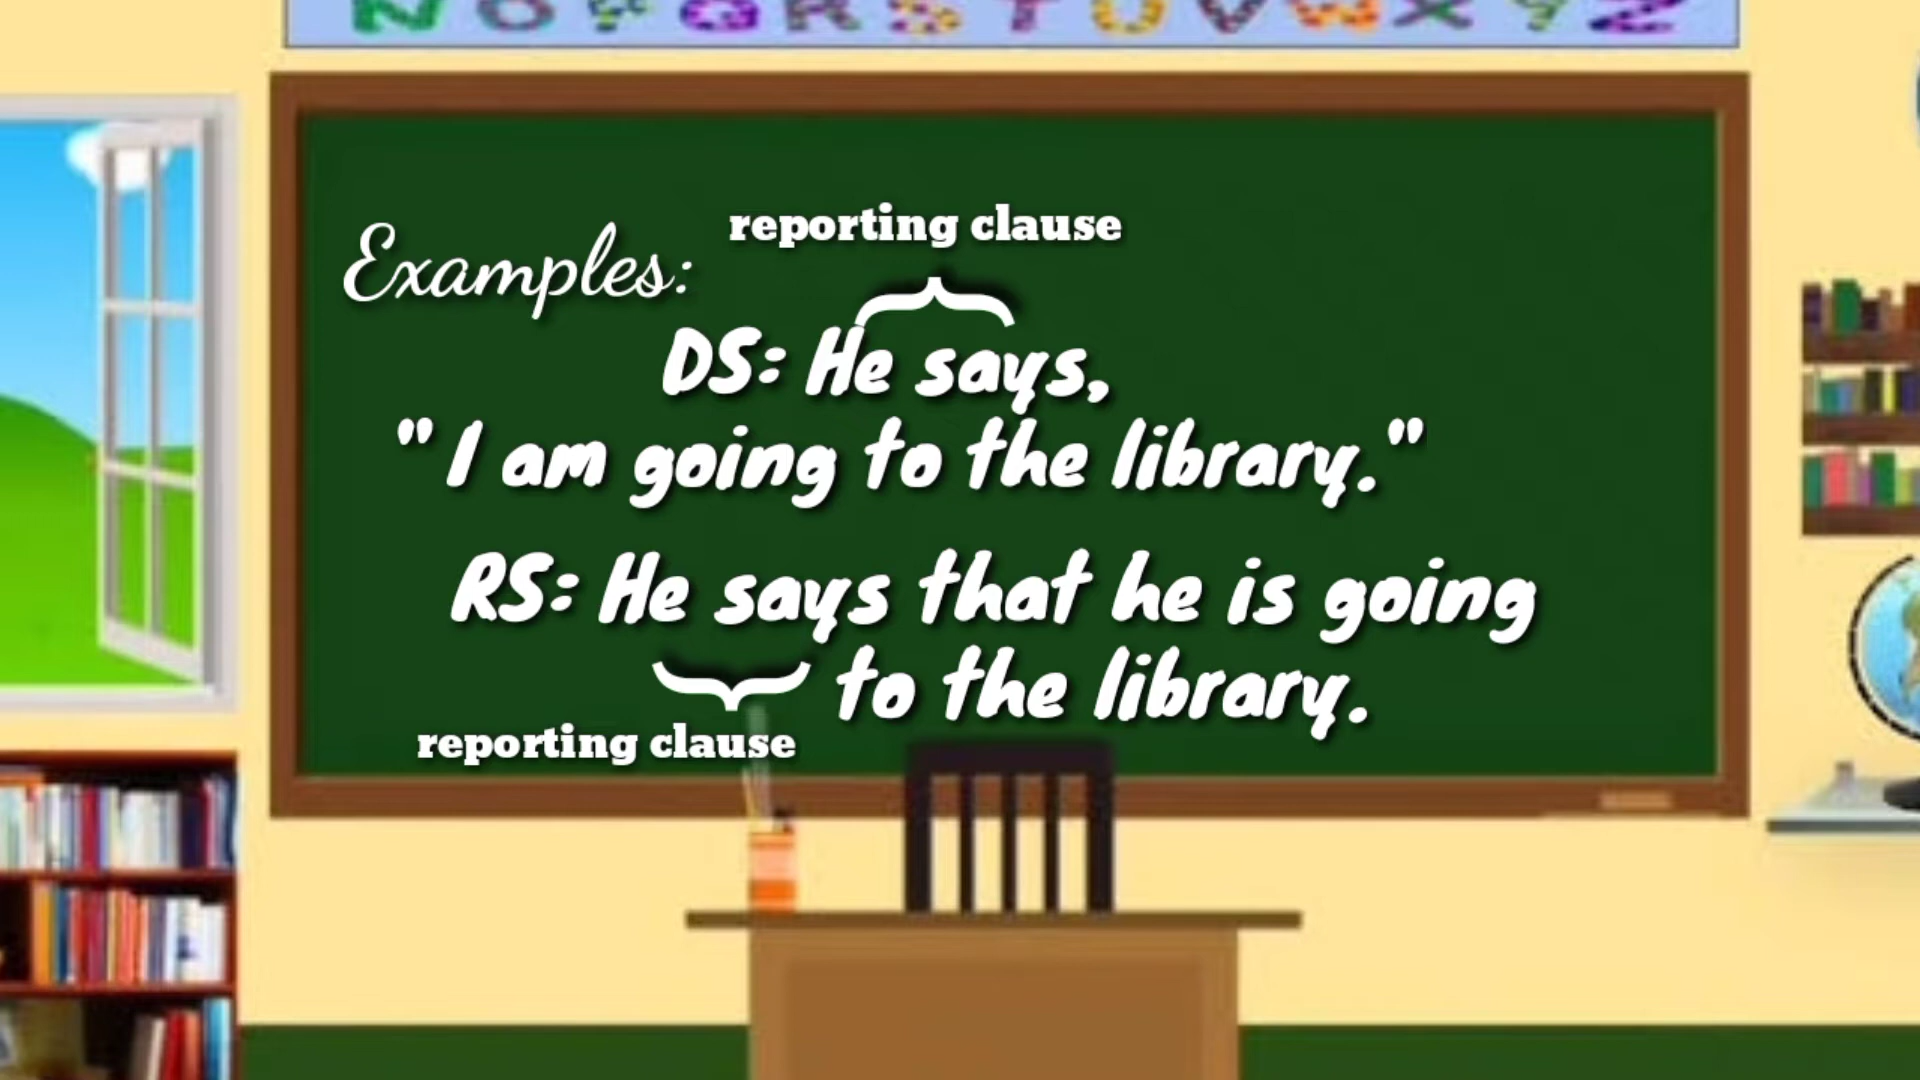 N O P Q R S T U V W X Y Z
reporting clause
Examples:
DS: He says,
" I am going to the library."
RS: He says that he is going
to the library.
reporting clause